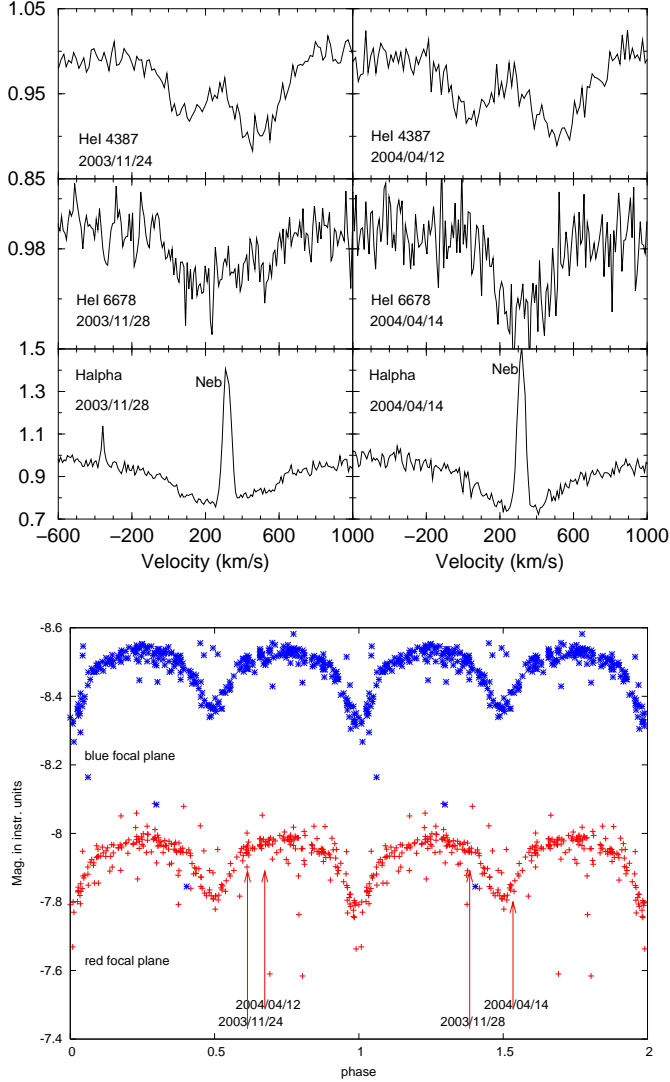 1.05
0.95
0.85
HeI 4387
2003/11/24
HeI 4387
2004/04/12
0.98
HeI 6678
2003/11/28
HeI 6678
2004/04/14
1.5
1.3
1.1
0.9
0.7
Halpha
2003/11/28
Neb
Halpha
2004/04/14
Neb
−600 −200 200 600 1000 −200 200 600 1000
Velocity (km/s) Velocity (km/s)
-8.6
-8.4
-8.2
-8
-7.8
-7.6
-7.4
Mag. in instr. units
blue focal plane
red focal plane
2004/04/12 2004/04/14
2003/11/24 2003/11/28
0 0.5 1 1.5 2
phase